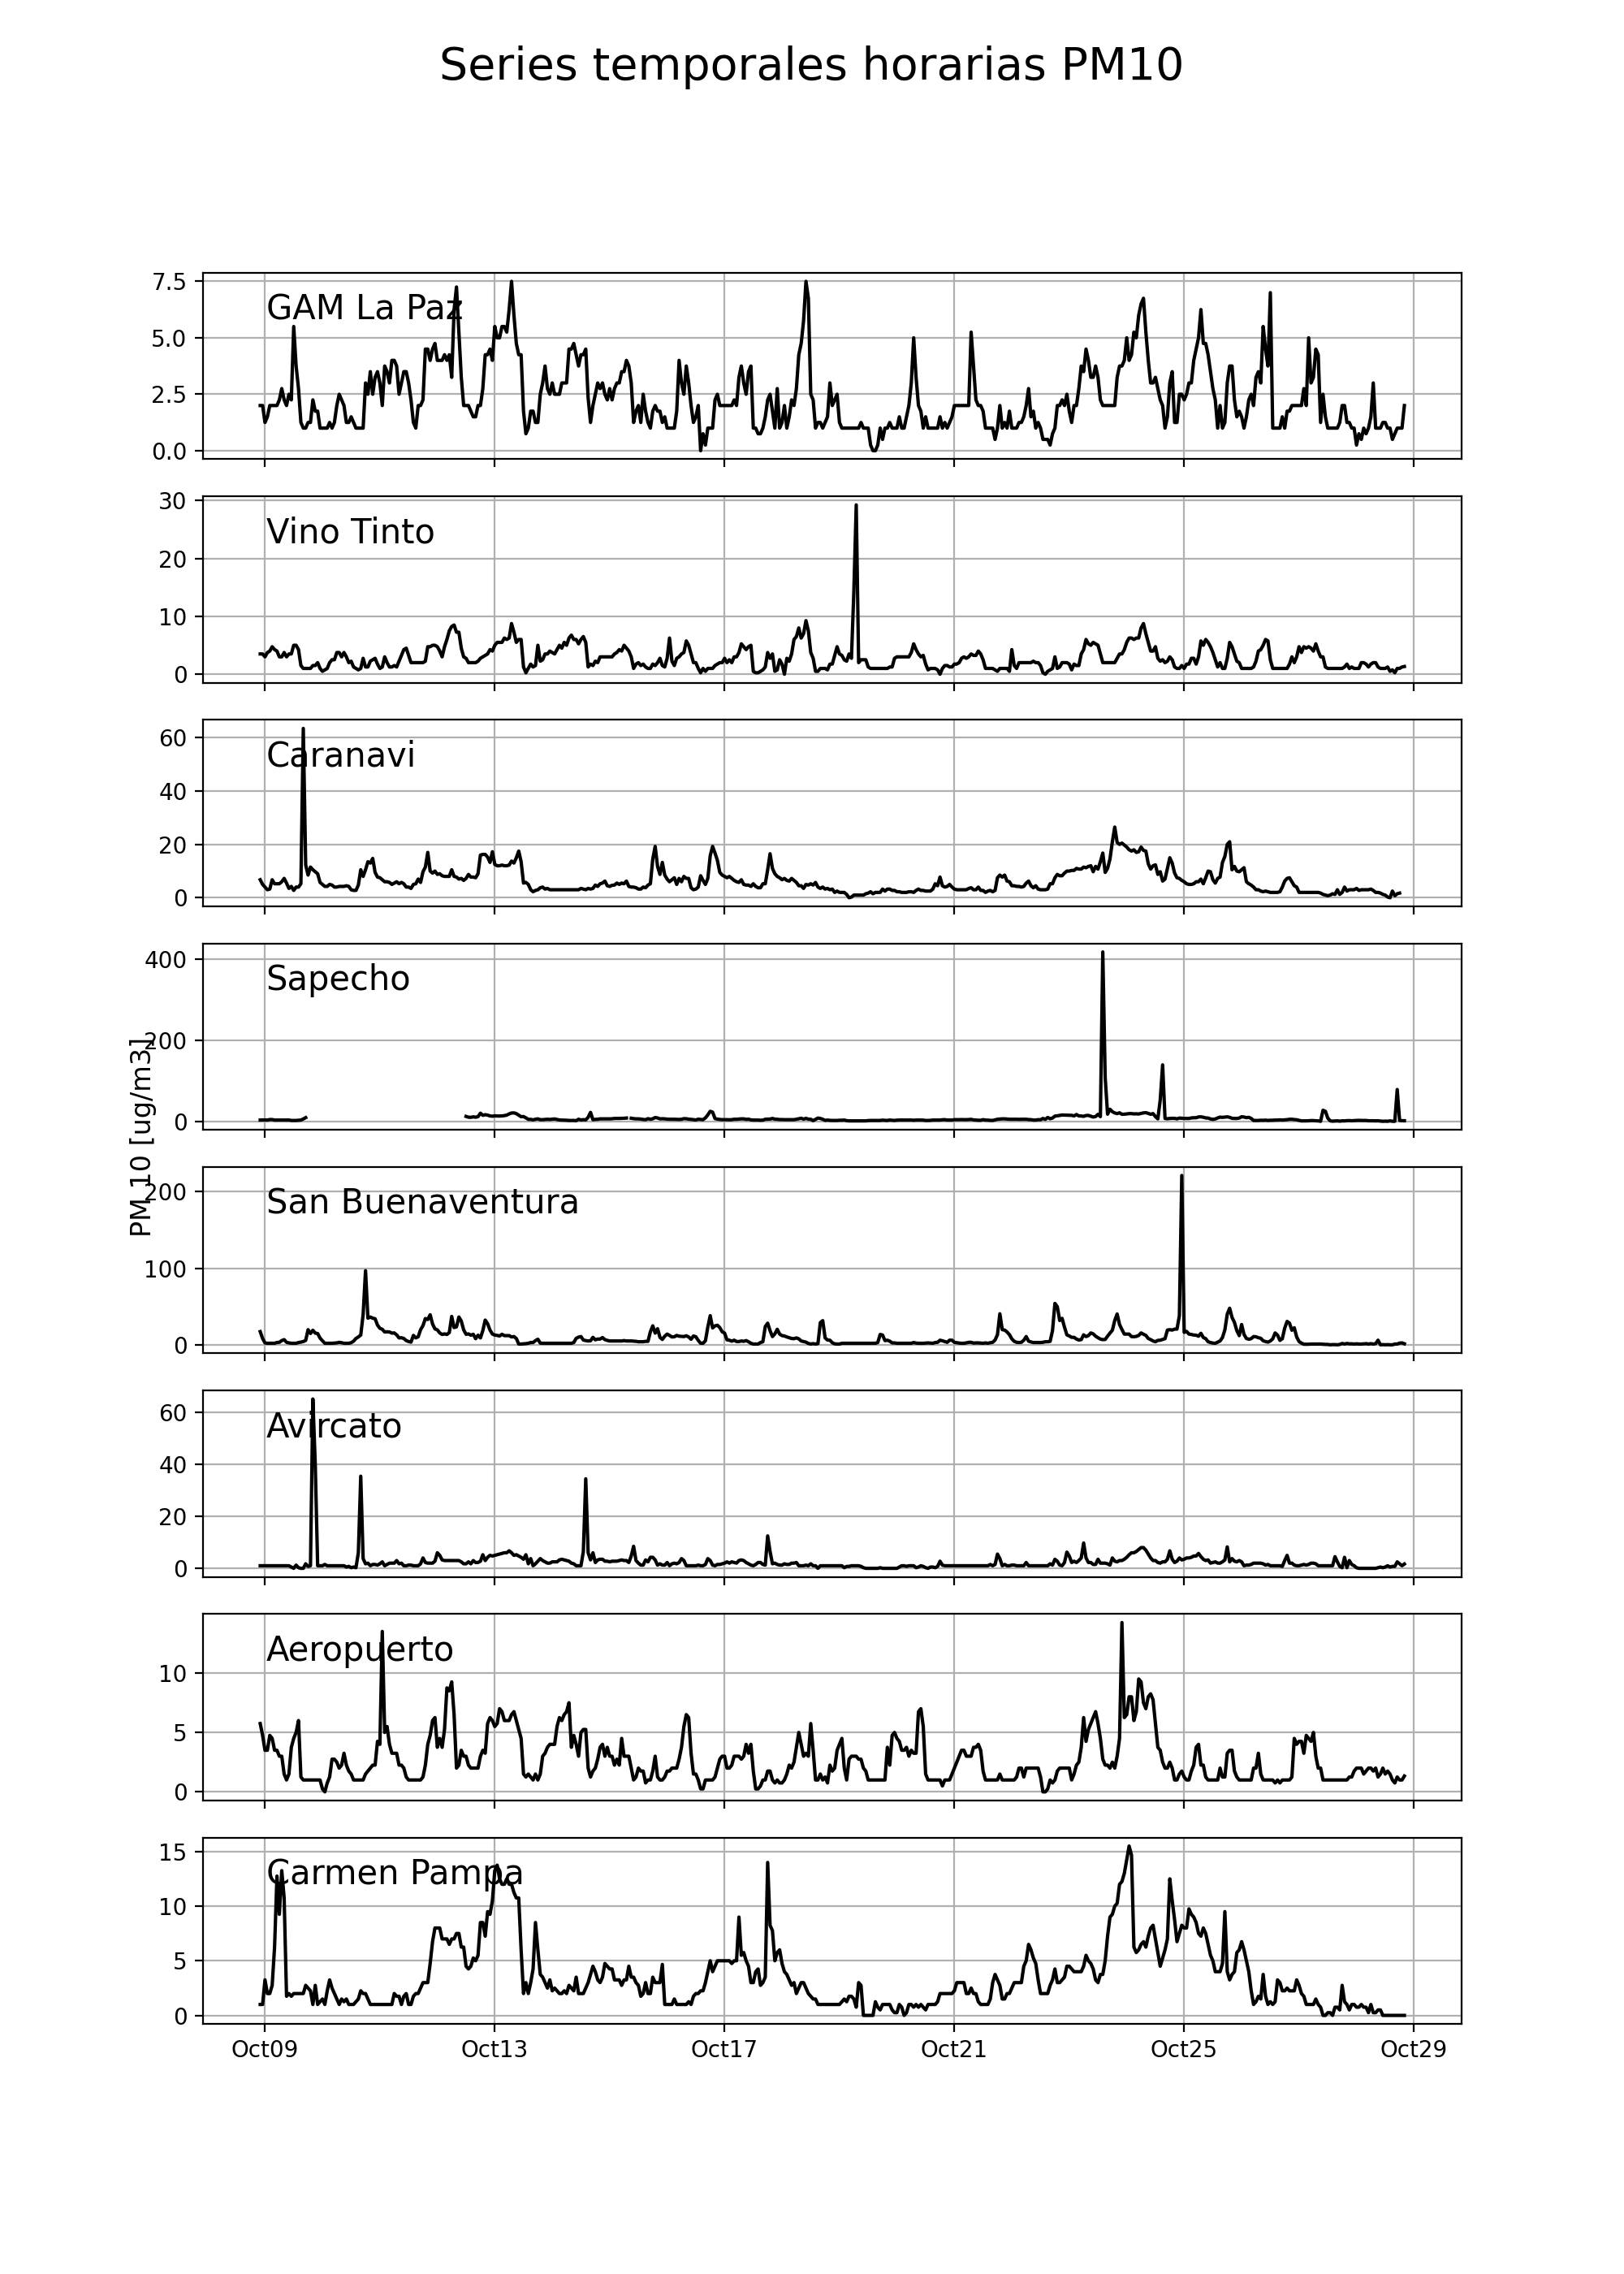 Series temporales horarias PM10
7.5
5.0
2.5
0.0
GAM La Paz
30
20
10
0
Vino Tinto
60
40
20
0
Caranavi
400
200
0
Sapecho
PM 10 [ug/m3]
200
100
0
San Buenaventura
60
40
20
0
Avircato
10
5
0
Aeropuerto
15
10
5
0
Carmen Pampa
Oct09 Oct13 Oct17 Oct21 Oct25 Oct29